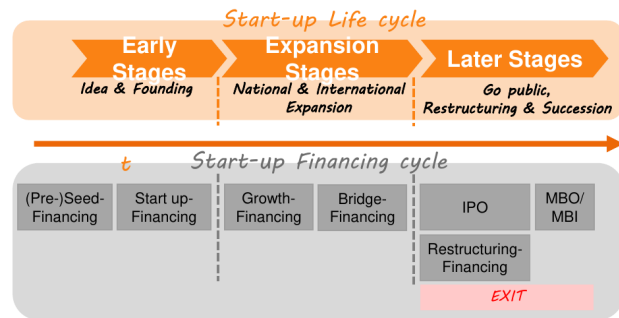 Start-up Life cycle
Early
Stages
Expansion
Stages
Later Stages
Idea & Founding
National & International
Expansion
Go public,
Restructuring & Succession
t
Start-up Financing cycle
(Pre-)Seed-
Financing
Start up-
Financing
Growth-
Financing
Bridge-
Financing
IPO
MBO/
MBI
Restructuring-
Financing
EXIT